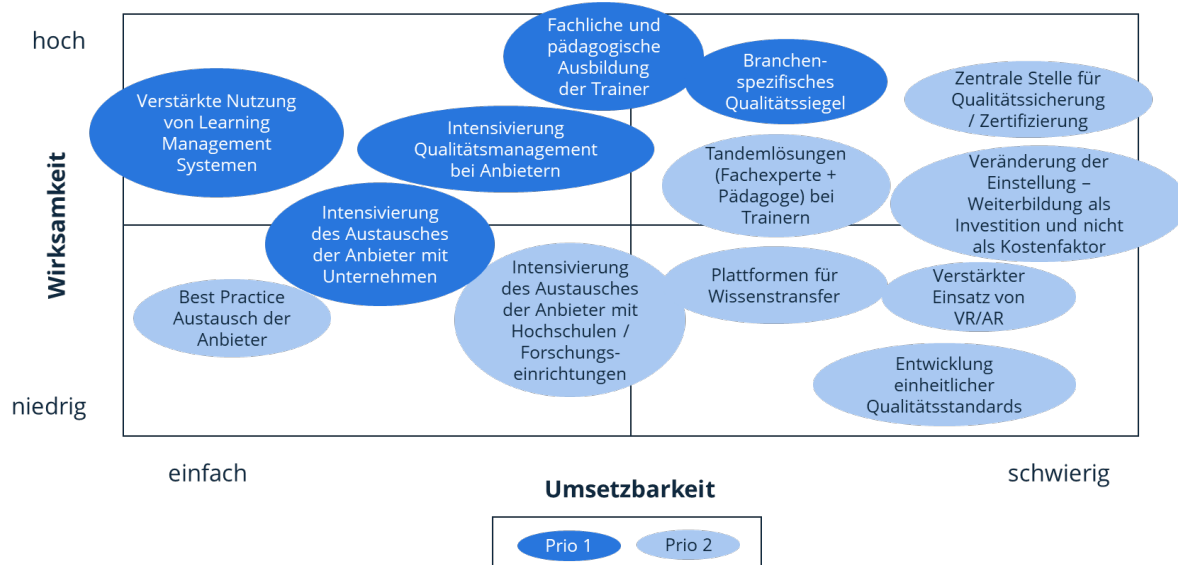 hoch
Fachliche und
pädagogische
Ausbildung
der Trainer
Branchen-
spezifisches
Qualitätssiegel
Zentrale Stelle für
Qualitätssicherung
/ Zertifizierung
Verstärkte Nutzung
von Learning
Management
Systemen
Intensivierung
Qualitätsmanagement
bei Anbietern
Tandemlösungen
(Fachexperte +
Pädagoge) bei
Trainern
Veränderung der
Einstellung –
Weiterbildung als
Investition und nicht
als Kostenfaktor
Wirksamkeit
Intensivierung
des Austausches
der Anbieter mit
Unternehmen
Best Practice
Austausch der
Anbieter
Intensivierung
des Austausches
der Anbieter mit
Hochschulen /
Forschungs-
einrichtungen
Plattformen für
Wissenstransfer
Verstärkter
Einsatz von
VR/AR
Entwicklung
einheitlicher
Qualitätsstandards
niedrig
einfach
schwierig
Umsetzbarkeit
Prio 1
Prio 2